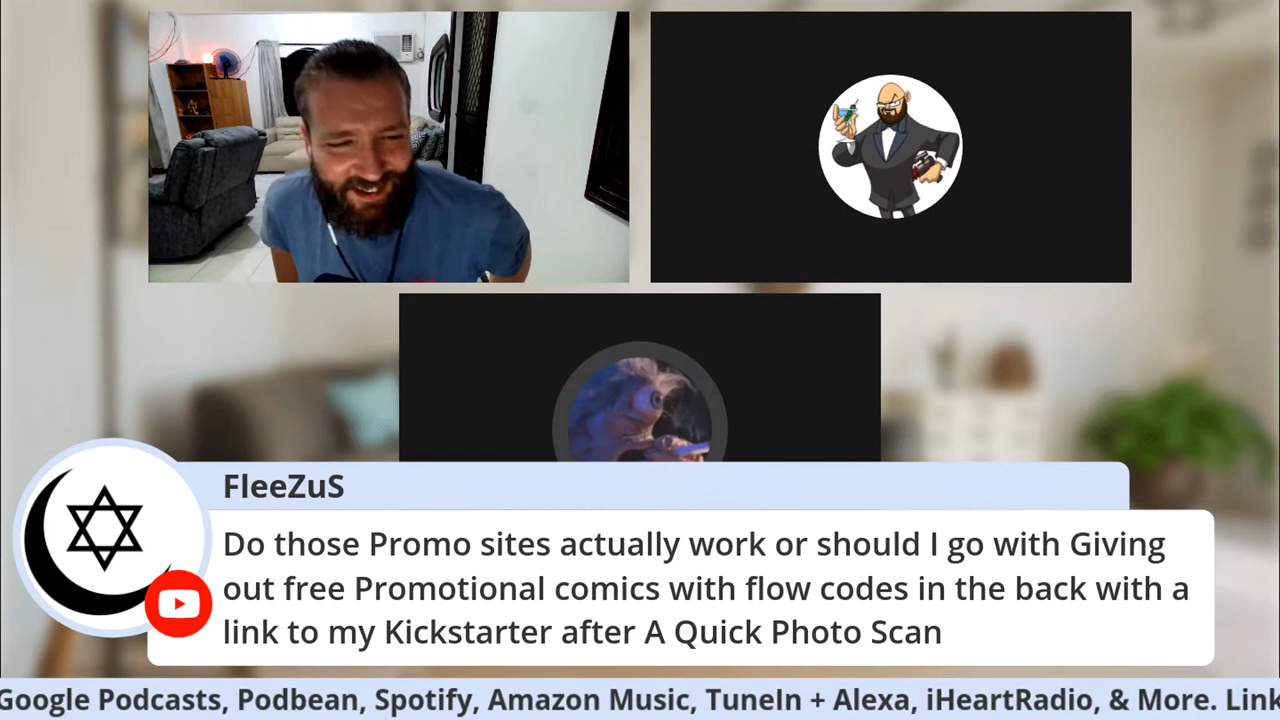 FleeZuS
Do those Promo sites actually work or should I go with Giving
out free Promotional comics with flow codes in the back with a
link to my Kickstarter after A Quick Photo Scan
Google Podcasts, Podbean, Spotify, Amazon Music, TuneIn + Alexa, iHeartRadio, & More. Link